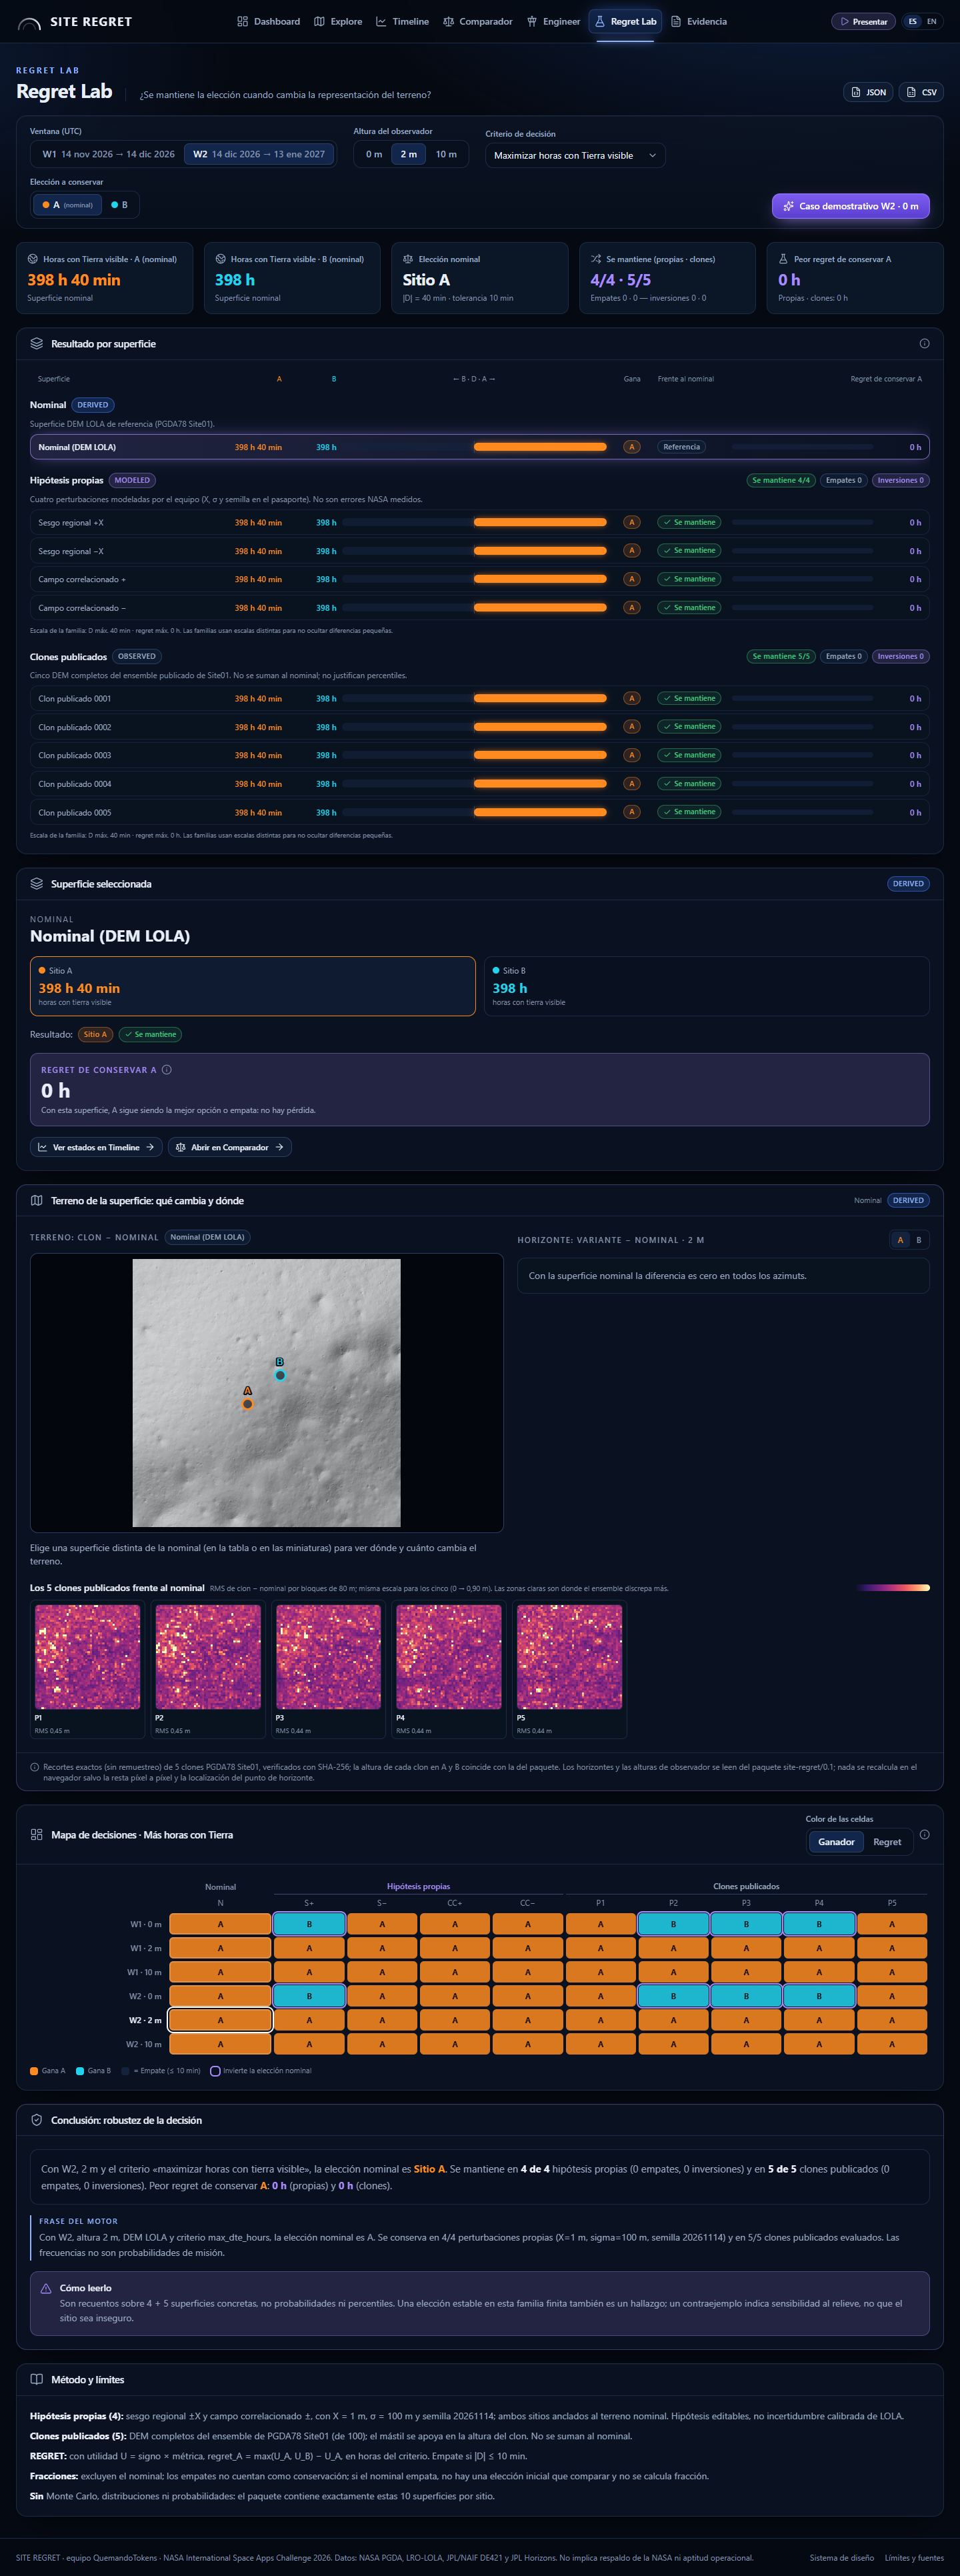 SITE REGRET
Dashboard
Explore
Timeline
Comparador
Engineer
Regret Lab
Evidencia
Presentar
ES
EN
REGRET LAB
Regret Lab
¿Se mantiene la elección cuando cambia la representación del terreno?
JSON
CSV
Ventana (UTC)
W1 14 nov 2026 → 14 dic 2026
W2 14 dic 2026 → 13 ene 2027
Altura del observador
0 m
2 m
10 m
Criterio de decisión
Maximizar horas con Tierra visible
Elección a conservar
A (nominal)
B
Caso demostrativo W2 · 0 m
Horas con Tierra visible · A (nominal)
398 h 40 min
Superficie nominal
Horas con Tierra visible · B (nominal)
398 h
Superficie nominal
Elección nominal
Sitio A
|D| = 40 min · tolerancia 10 min
Se mantiene (propias · clones)
4/4 · 5/5
Empates 0 · 0 — inversiones 0 · 0
Peor regret de conservar A
0 h
Propias · clones: 0 h
Resultado por superficie
Superficie A B ← B · D · A → Gana Frente al nominal Regret de conservar A
Nominal DERIVED
Superficie DEM LOLA de referencia (PGDA78 Site01).
Nominal (DEM LOLA) 398 h 40 min 398 h A Referencia 0 h
Hipótesis propias MODELED Se mantiene 4/4 Empates 0 Inversiones 0
Cuatro perturbaciones modeladas por el equipo (X, σ y semilla en el pasaporte). No son errores NASA medidos.
Sesgo regional +X 398 h 40 min 398 h A Se mantiene 0 h
Sesgo regional −X 398 h 40 min 398 h A Se mantiene 0 h
Campo correlacionado + 398 h 40 min 398 h A Se mantiene 0 h
Campo correlacionado − 398 h 40 min 398 h A Se mantiene 0 h
Escala de la familia: D máx. 40 min · regret máx. 0 h. Las familias usan escalas distintas para no ocultar diferencias pequeñas.
Clones publicados OBSERVED Se mantiene 5/5 Empates 0 Inversiones 0
Cinco DEM completos del ensemble publicado de Site01. No se suman al nominal; no justifican percentiles.
Clon publicado 0001 398 h 40 min 398 h A Se mantiene 0 h
Clon publicado 0002 398 h 40 min 398 h A Se mantiene 0 h
Clon publicado 0003 398 h 40 min 398 h A Se mantiene 0 h
Clon publicado 0004 398 h 40 min 398 h A Se mantiene 0 h
Clon publicado 0005 398 h 40 min 398 h A Se mantiene 0 h
Escala de la familia: D máx. 40 min · regret máx. 0 h. Las familias usan escalas distintas para no ocultar diferencias pequeñas.
Superficie seleccionada DERIVED
NOMINAL
Nominal (DEM LOLA)
Sitio A
398 h 40 min
horas con tierra visible
Sitio B
398 h
horas con tierra visible
Resultado: Sitio A Se mantiene
REGRET DE CONSERVAR A
0 h
Con esta superficie, A sigue siendo la mejor opción o empata: no hay pérdida.
Ver estados en Timeline →
Abrir en Comparador →
Terreno de la superficie: qué cambia y dónde Nominal DERIVED
TERRENO: CLON − NOMINAL Nominal (DEM LOLA)
HORIZONTE: VARIANTE − NOMINAL · 2 M A B
Con la superficie nominal la diferencia es cero en todos los azimuts.
B
A
Elige una superficie distinta de la nominal (en la tabla o en las miniaturas) para ver dónde y cuánto cambia el
terreno.
Los 5 clones publicados frente al nominal RMS de clon − nominal por bloques de 80 m; misma escala para los cinco (0 — 0,90 m). Las zonas claras son donde el ensemble discrepa más.
P1
RMS 0,45 m
P2
RMS 0,45 m
P3
RMS 0,44 m
P4
RMS 0,44 m
P5
RMS 0,44 m
Recortes exactos (sin remuestreo) de 5 clones PGDA78 Site01, verificados con SHA-256; la altura de cada clon en A y B coincide con la del paquete. Los horizontes y las alturas de observador se leen del paquete site-regret/0.1; nada se recalcula en el
navegador salvo la resta píxel a píxel y la localización del punto de horizonte.
Mapa de decisiones · Más horas con Tierra
Color de las celdas
Ganador
Regret
Nominal Hipótesis propias Clones publicados
N S+ S− CC+ CC− P1 P2 P3 P4 P5
W1 · 0 m A B A A A A B B B A
W1 · 2 m A A A A A A A A A A
W1 · 10 m A A A A A A A A A A
W2 · 0 m A B A A A A B B B A
W2 · 2 m A A A A A A A A A A
W2 · 10 m A A A A A A A A A A
Gana A Gana B = Empate (≤ 10 min) Invierte la elección nominal
Conclusión: robustez de la decisión
Con W2, 2 m y el criterio «maximizar horas con tierra visible», la elección nominal es Sitio A. Se mantiene en 4 de 4 hipótesis propias (0 empates, 0 inversiones) y en 5 de 5 clones publicados (0
empates, 0 inversiones). Peor regret de conservar A: 0 h (propias) y 0 h (clones).
FRASE DEL MOTOR
Con W2, altura 2 m, DEM LOLA y criterio max_dte_hours, la elección nominal es A. Se conserva en 4/4 perturbaciones propias (X=1 m, sigma=100 m, semilla 20261114) y en 5/5 clones publicados evaluados. Las
frecuencias no son probabilidades de misión.
Cómo leerlo
Son recuentos sobre 4 + 5 superficies concretas, no probabilidades ni percentiles. Una elección estable en esta familia finita también es un hallazgo; un contraejemplo indica sensibilidad al relieve, no que el
sitio sea inseguro.
Método y límites
Hipótesis propias (4): sesgo regional ±X y campo correlacionado ±, con X = 1 m, σ = 100 m y semilla 20261114; ambos sitios anclados al terreno nominal. Hipótesis editables, no incertidumbre calibrada de LOLA.
Clones publicados (5): DEM completos del ensemble de PGDA78 Site01 (de 100); el mástil se apoya en la altura del clon. No se suman al nominal.
REGRET: con utilidad U = signo × métrica, regret_A = max(U_A, U_B) − U_A, en horas del criterio. Empate si |D| ≤ 10 min.
Fracciones: excluyen el nominal; los empates no cuentan como conservación; si el nominal empata, no hay una elección inicial que comparar y no se calcula fracción.
Sin Monte Carlo, distribuciones ni probabilidades: el paquete contiene exactamente estas 10 superficies por sitio.
SITE REGRET · equipo QuemandoTokens · NASA International Space Apps Challenge 2026. Datos: NASA PGDA, LRO-LOLA, JPL/NAIF DE421 y JPL Horizons. No implica respaldo de la NASA ni aptitud operacional.
Sistema de diseño
Límites y fuentes